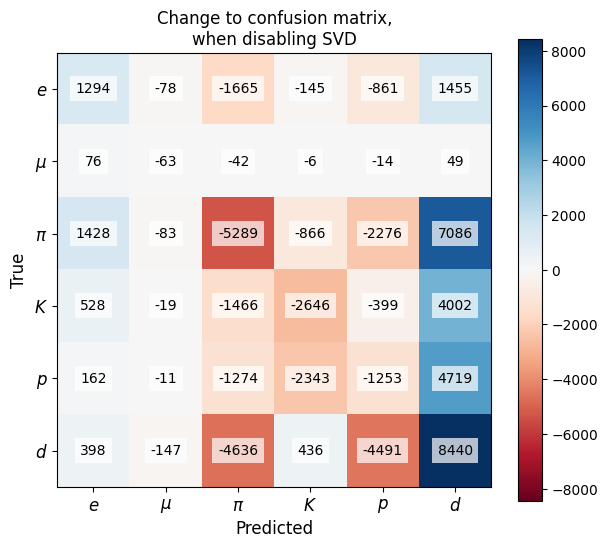 Change to confusion matrix,
when disabling SVD
e 1294 -78 -1665 -145 -861 1455
μ 76 -63 -42 -6 -14 49
π 1428 -83 -5289 -866 -2276 7086
K 528 -19 -1466 -2646 -399 4002
p 162 -11 -1274 -2343 -1253 4719
d 398 -147 -4636 436 -4491 8440
e μ π K p d
True
Predicted
8000
6000
4000
2000
0
−2000
−4000
−6000
−8000